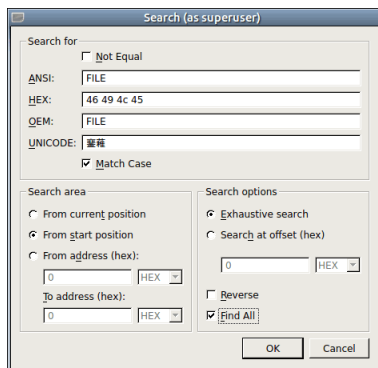 Search (as superuser)
Search for
Not Equal
ANSI: FILE
HEX: 46 49 4c 45
OEM: FILE
UNICODE: 䥆䕌
Match Case
Search area
From current position
From start position
From address (hex):
0 HEX
To address (hex):
0 HEX
Search options
Exhaustive search
Search at offset (hex)
0 HEX
Reverse
Find All
OK Cancel